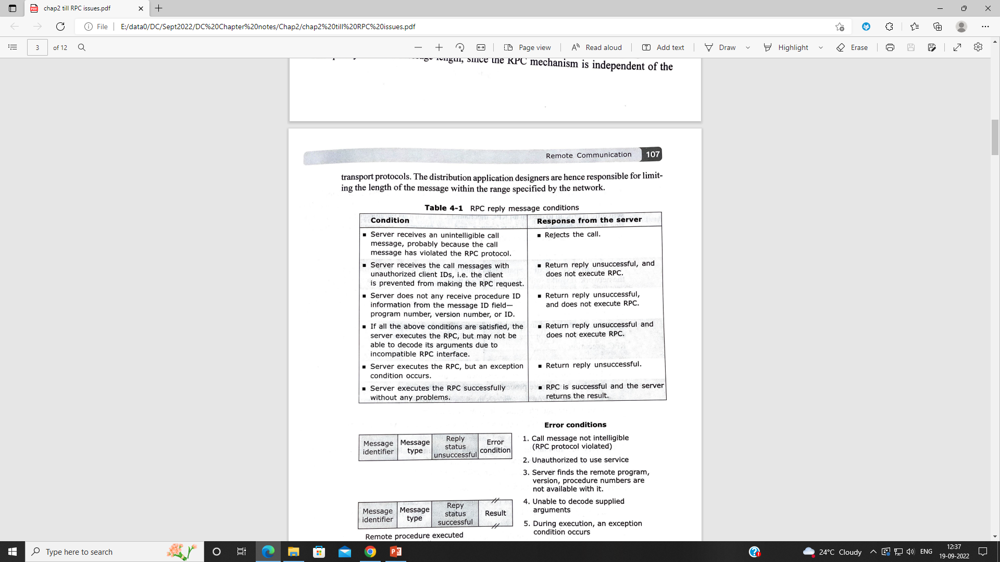 chap2 till RPC issues.pdf
File
E:/data0/DC/Sept2022/DC%20Chapter%20notes/Chap2/chap2%20till%20RPC%20issues.pdf
3 of 12
Page view
Read aloud
Add text
Draw
Highlight
Erase
length, since the RPC mechanism is independent of the
Remote Communication 107
transport protocols. The distribution application designers are hence responsible for limit-
ing the length of the message within the range specified by the network.
Table 4-1 RPC reply message conditions
Condition
Response from the server
▪ Server receives an unintelligible call
message, probably because the call
message has violated the RPC protocol.
▪ Rejects the call.
▪ Server receives the call messages with
unauthorized client IDs, i.e. the client
is prevented from making the RPC request.
▪ Return reply unsuccessful, and
does not execute RPC.
▪ Server does not any receive procedure ID
information from the message ID field—
program number, version number, or ID.
▪ Return reply unsuccessful,
and does not execute RPC.
▪ If all the above conditions are satisfied, the
server executes the RPC, but may not be
able to decode its arguments due to
incompatible RPC interface.
▪ Return reply unsuccessful and
does not execute RPC.
▪ Server executes the RPC, but an exception
condition occurs.
▪ Return reply unsuccessful.
▪ Server executes the RPC successfully
without any problems.
▪ RPC is successful and the server
returns the result.
Message
identifier
Message
type
Reply
status
unsuccessful
Error
condition
Message
identifier
Message
type
Repy
status
successful
Result
Remote procedure executed
Error conditions
1. Call message not intelligible
(RPC protocol violated)
2. Unauthorized to use service
3. Server finds the remote program,
version, procedure numbers are
not available with it.
4. Unable to decode supplied
arguments
5. During execution, an exception
condition occurs
Type here to search
24°C Cloudy
ENG
12:37
19-09-2022